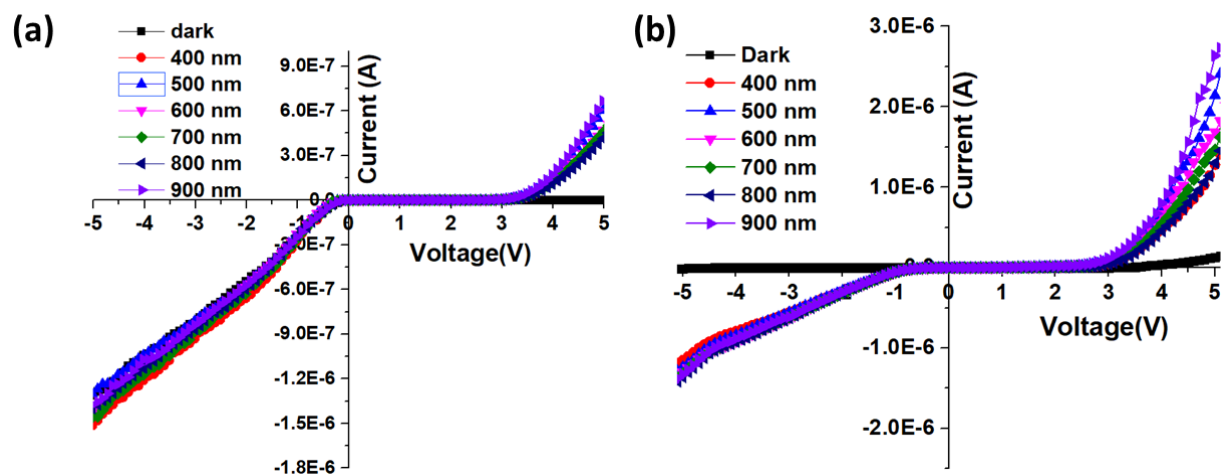 (a)
dark
400 nm
500 nm
600 nm
700 nm
800 nm
900 nm
9.0E-7
6.0E-7
3.0E-7
0.0
-3.0E-7
-6.0E-7
-9.0E-7
-1.2E-6
-1.5E-6
-1.8E-6
Current (A)
-5 -4 -3 -2 -1 0 1 2 3 4 5
Voltage(V)
(b)
Dark
400 nm
500 nm
600 nm
700 nm
800 nm
900 nm
3.0E-6
2.0E-6
1.0E-6
0.0
-1.0E-6
-2.0E-6
Current (A)
-5 -4 -3 -2 -1 0 1 2 3 4 5
Voltage(V)